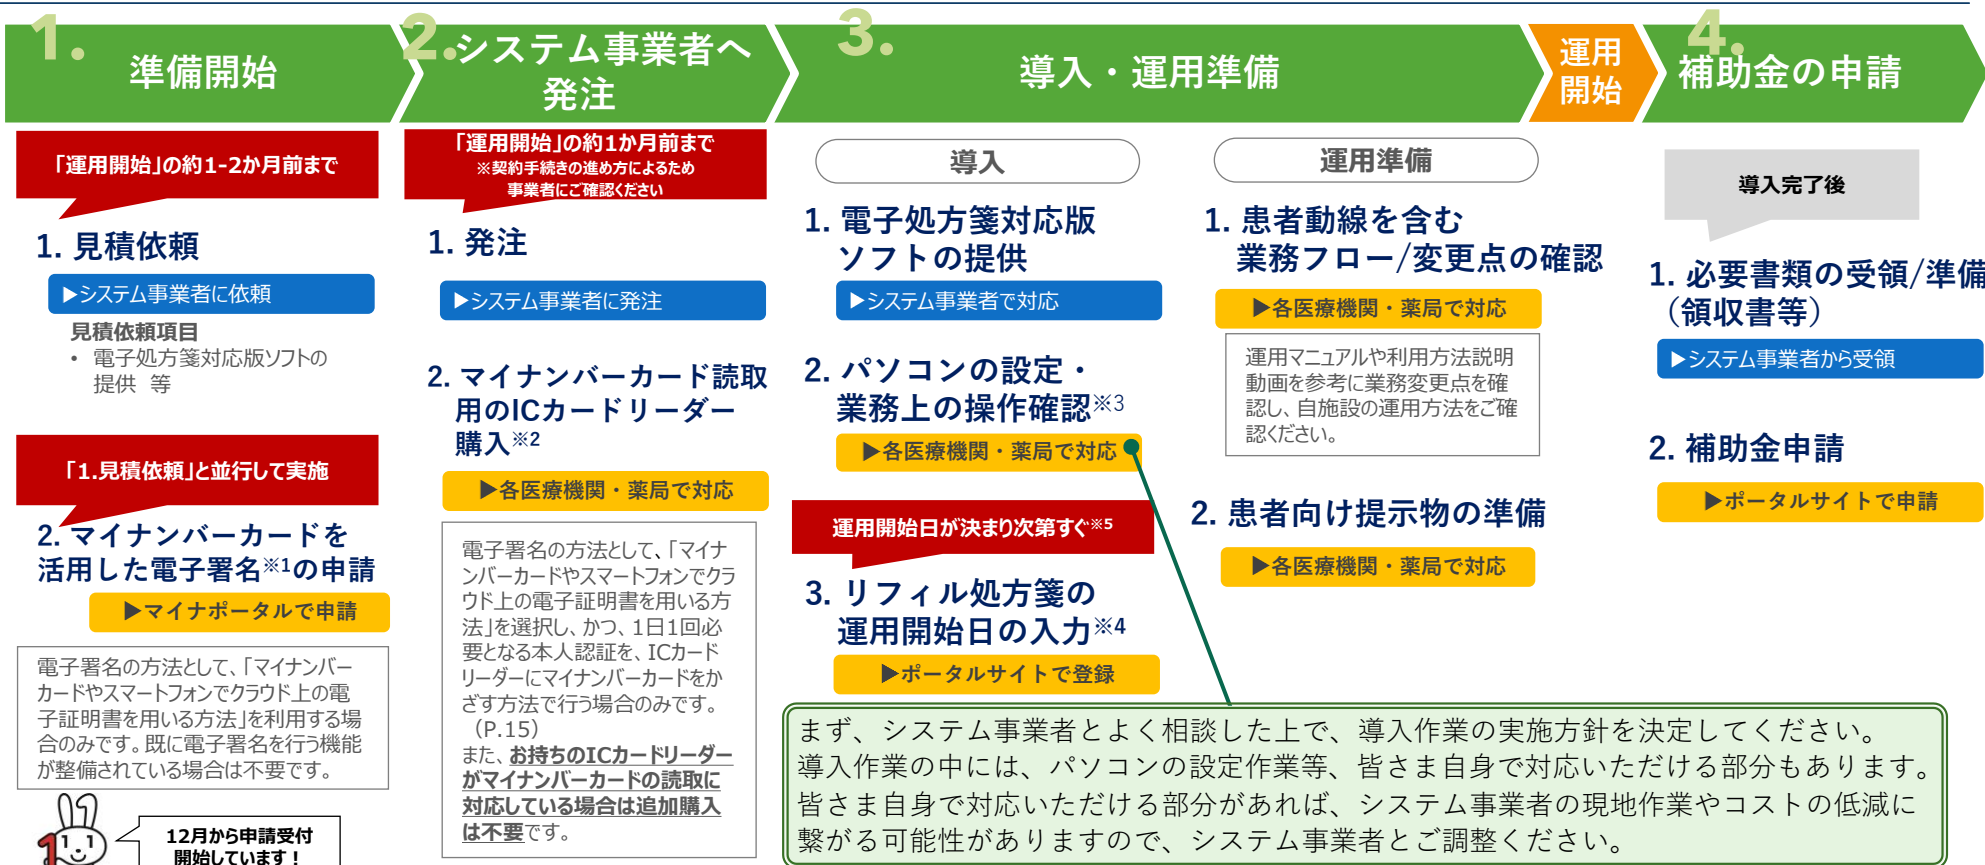 1.
準備開始
「運用開始」の約1-2か月前まで
1. 見積依頼
▶システム事業者に依頼
見積依頼項目
• 電子処方箋対応版ソフトの
提供 等
「1.見積依頼」と並行して実施
2. マイナンバーカードを
活用した電子署名※1の申請
▶マイナポータルで申請
電子署名の方法として、「マイナンバー
カードやスマートフォンでクラウド上の電
子証明書を用いる方法」を利用する場
合のみです。既に電子署名を行う機能
が整備されている場合は不要です。
12月から申請受付
開始しています！
2.
システム事業者へ
発注
「運用開始」の約1か月前まで
※契約手続きの進め方によるため
事業者にご確認ください
1. 発注
▶システム事業者に発注
2. マイナンバーカード読取
用のICカードリーダー
購入※2
▶各医療機関・薬局で対応
電子署名の方法として、「マイナ
ンバーカードやスマートフォンでクラ
ウド上の電子証明書を用いる方
法」を選択し、かつ、1日1回必
要となる本人認証を、ICカード
リーダーにマイナンバーカードをか
ざす方法で行う場合のみです。
（P.15）
また、お持ちのICカードリーダー
がマイナンバーカードの読取に
対応している場合は追加購入
は不要です。
3.
導入・運用準備
導入
1. 電子処方箋対応版
ソフトの提供
▶システム事業者で対応
2. パソコンの設定・
業務上の操作確認※3
▶各医療機関・薬局で対応
運用開始日が決まり次第すぐ※5
3. リフィル処方箋の
運用開始日の入力※4
▶ポータルサイトで登録
運用準備
1. 患者動線を含む
業務フロー/変更点の確認
▶各医療機関・薬局で対応
運用マニュアルや利用方法説明
動画を参考に業務変更点を確
認し、自施設の運用方法をご確
認ください。
2. 患者向け提示物の準備
▶各医療機関・薬局で対応
まず、システム事業者とよく相談した上で、導入作業の実施方針を決定してください。
導入作業の中には、パソコンの設定作業等、皆さま自身で対応いただける部分もあります。
皆さま自身で対応いただける部分があれば、システム事業者の現地作業やコストの低減に
繋がる可能性がありますので、システム事業者とご調整ください。
運用
開始
4.
補助金の申請
導入完了後
1. 必要書類の受領/準備
（領収書等）
▶システム事業者から受領
2. 補助金申請
▶ポータルサイトで申請